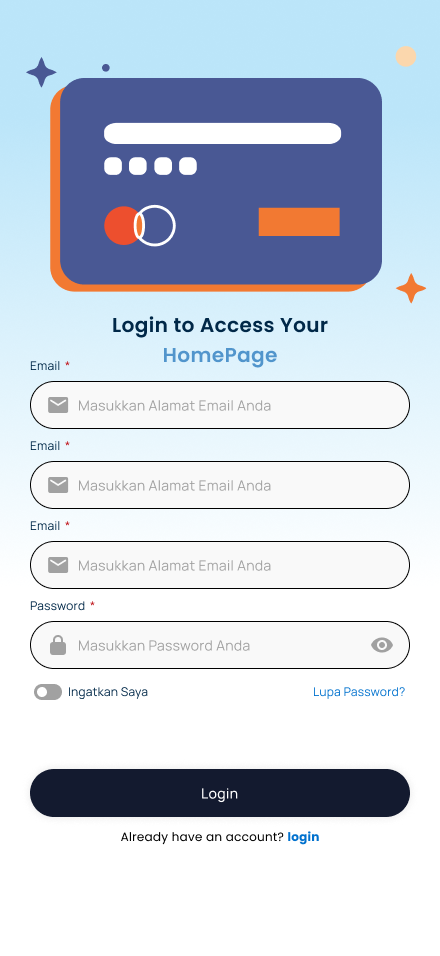 Login to Access Your
HomePage
Email *
Masukkan Alamat Email Anda
Email *
Masukkan Alamat Email Anda
Email *
Masukkan Alamat Email Anda
Password *
Masukkan Password Anda
Ingatkan Saya Lupa Password?
Login
Already have an account? login